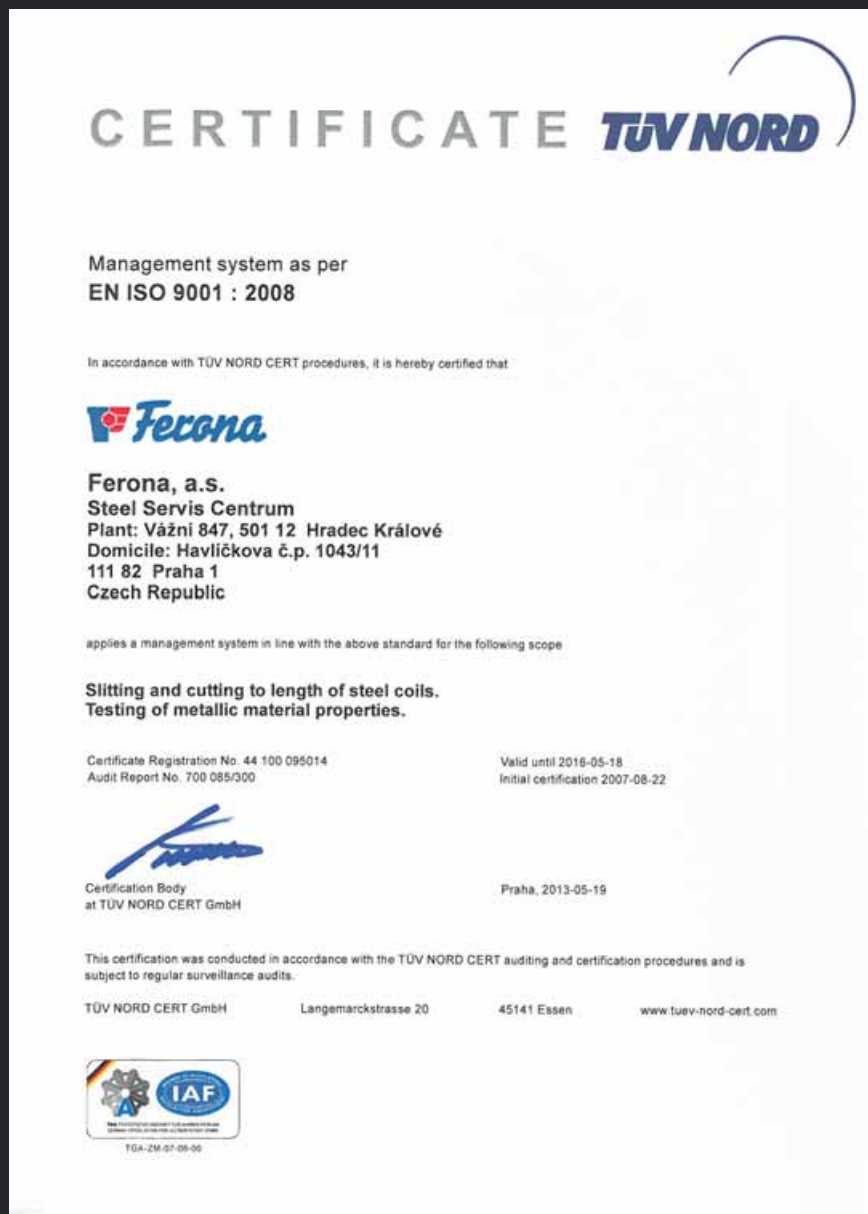 CERTIFICATE TÜV NORD
Management system as per
EN ISO 9001 : 2008
In accordance with TÜV NORD CERT procedures, it is hereby certified that
Ferona
Ferona, a.s.
Steel Servis Centrum
Plant: Vážní 847, 501 12 Hradec Králové
Domicile: Havlíčkova č.p. 1043/11
111 82 Praha 1
Czech Republic
applies a management system in line with the above standard for the following scope
Slitting and cutting to length of steel coils.
Testing of metallic material properties.
Certificate Registration No. 44 100 095014 Valid until 2016-05-18
Audit Report No. 700 085/300 Initial certification 2007-08-22
Certification Body Praha, 2013-05-19
at TÜV NORD CERT GmbH
This certification was conducted in accordance with the TÜV NORD CERT auditing and certification procedures and is
subject to regular surveillance audits.
TÜV NORD CERT GmbH Langemarckstrasse 20 45141 Essen www.tuev-nord-cert.com
IAF
TGA-ZM-07-06-00